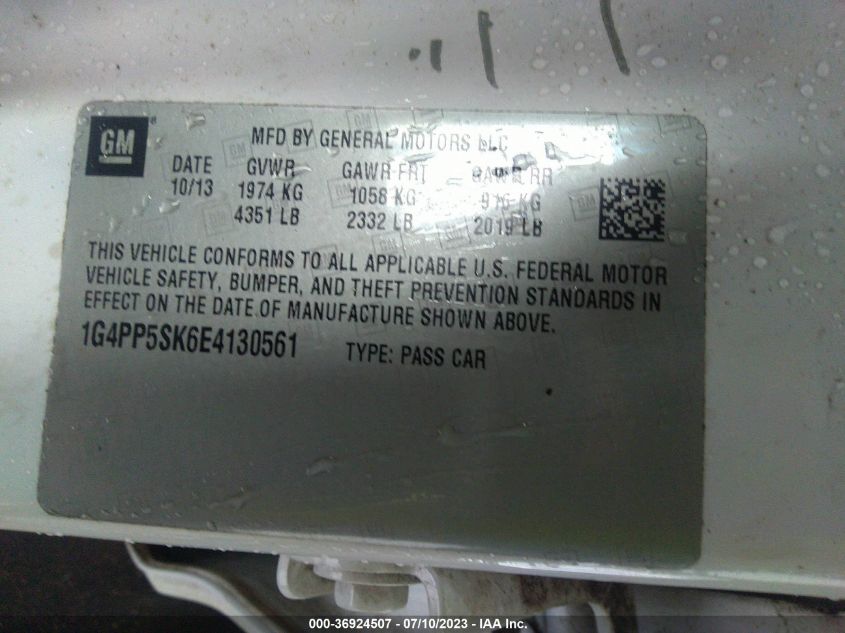 GM
MFD BY GENERAL MOTORS LLC
DATE GVWR GAWR FRT GAWR RR
10/13 1974 KG 1058 KG 916 KG
4351 LB 2332 LB 2019 LB
THIS VEHICLE CONFORMS TO ALL APPLICABLE U.S. FEDERAL MOTOR
VEHICLE SAFETY, BUMPER, AND THEFT PREVENTION STANDARDS IN
EFFECT ON THE DATE OF MANUFACTURE SHOWN ABOVE.
1G4PP5SK6E4130561 TYPE: PASS CAR
000-36924507 - 07/10/2023 - IAA Inc.